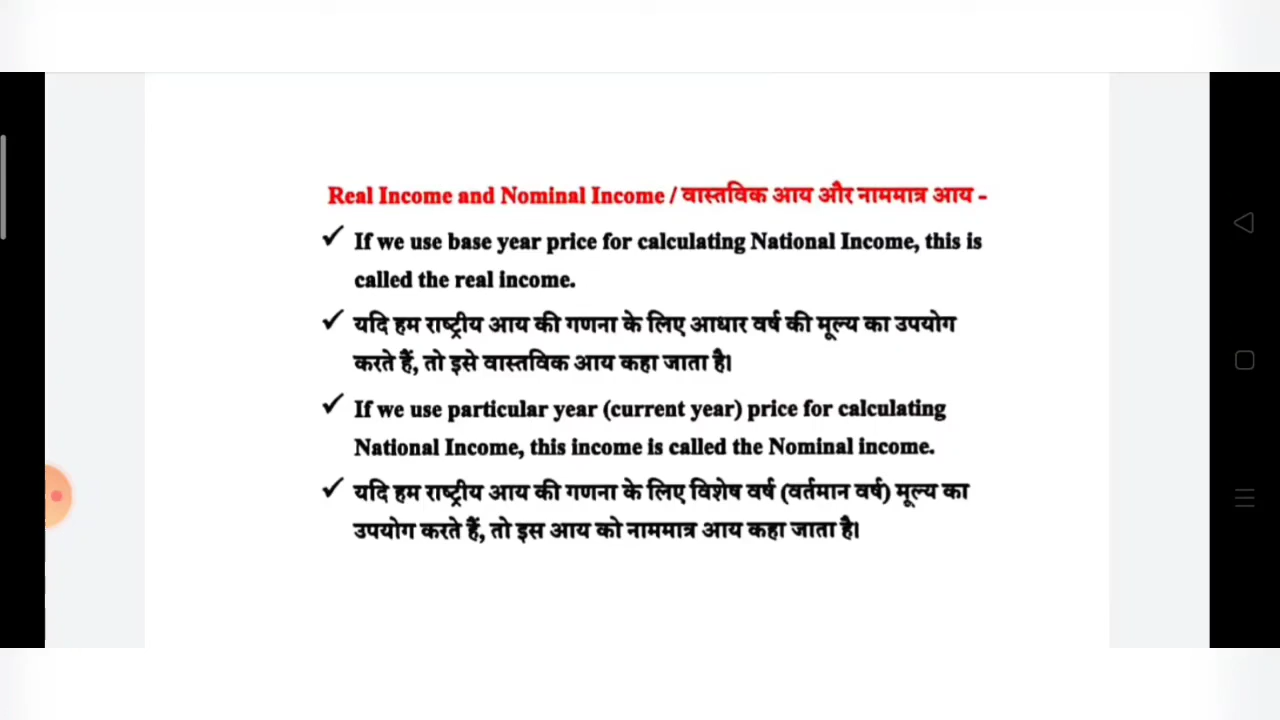 Real Income and Nominal Income / वास्तविक आय और नाममात्र आय -
✓ If we use base year price for calculating National Income, this is
called the real income.
✓ यदि हम राष्ट्रीय आय की गणना के लिए आधार वर्ष की मूल्य का उपयोग
करते हैं, तो इसे वास्तविक आय कहा जाता है।
✓ If we use particular year (current year) price for calculating
National Income, this income is called the Nominal income.
✓ यदि हम राष्ट्रीय आय की गणना के लिए विशेष वर्ष (वर्तमान वर्ष) मूल्य का
उपयोग करते हैं, तो इस आय को नाममात्र आय कहा जाता है।